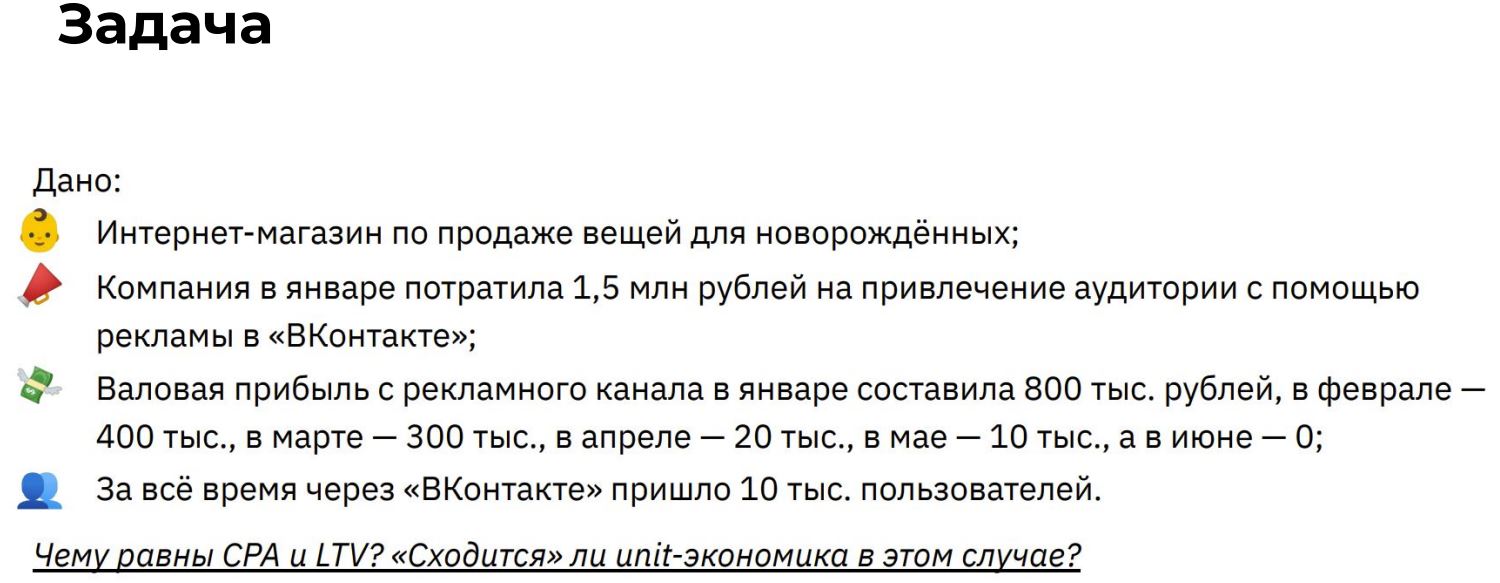 Задача
Дано:
Интернет-магазин по продаже вещей для новорождённых;
Компания в январе потратила 1,5 млн рублей на привлечение аудитории с помощью
рекламы в «ВКонтакте»;
Валовая прибыль с рекламного канала в январе составила 800 тыс. рублей, в феврале —
400 тыс., в марте — 300 тыс., в апреле — 20 тыс., в мае — 10 тыс., а в июне — 0;
За всё время через «ВКонтакте» пришло 10 тыс. пользователей.
Чему равны CPA и LTV? «Сходится» ли unit-экономика в этом случае?